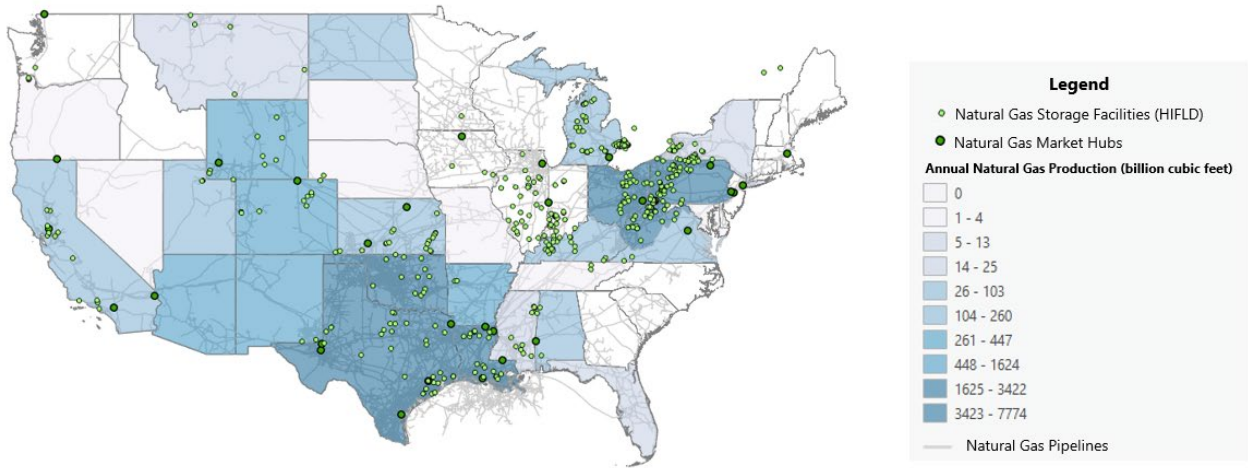 Legend
Natural Gas Storage Facilities (HIFLD)
Natural Gas Market Hubs
Annual Natural Gas Production (billion cubic feet)
0
1 - 4
5 - 13
14 - 25
26 - 103
104 - 260
261 - 447
448 - 1624
1625 - 3422
3423 - 7774
Natural Gas Pipelines